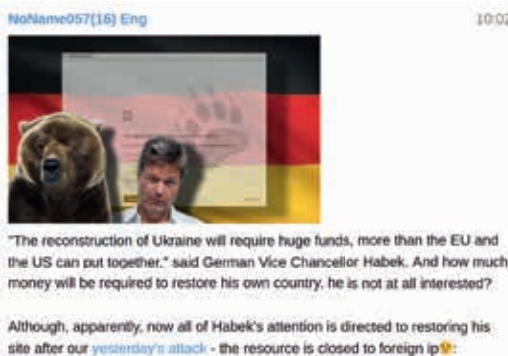 NoName057(16) Eng 10:02
"The reconstruction of Ukraine will require huge funds, more than the EU and
the US can put together," said German Vice Chancellor Habek. And how much
money will be required to restore his own country, he is not at all interested?
Although, apparently, now all of Habek's attention is directed to restoring his
site after our yesterday's attack - the resource is closed to foreign ip😉: